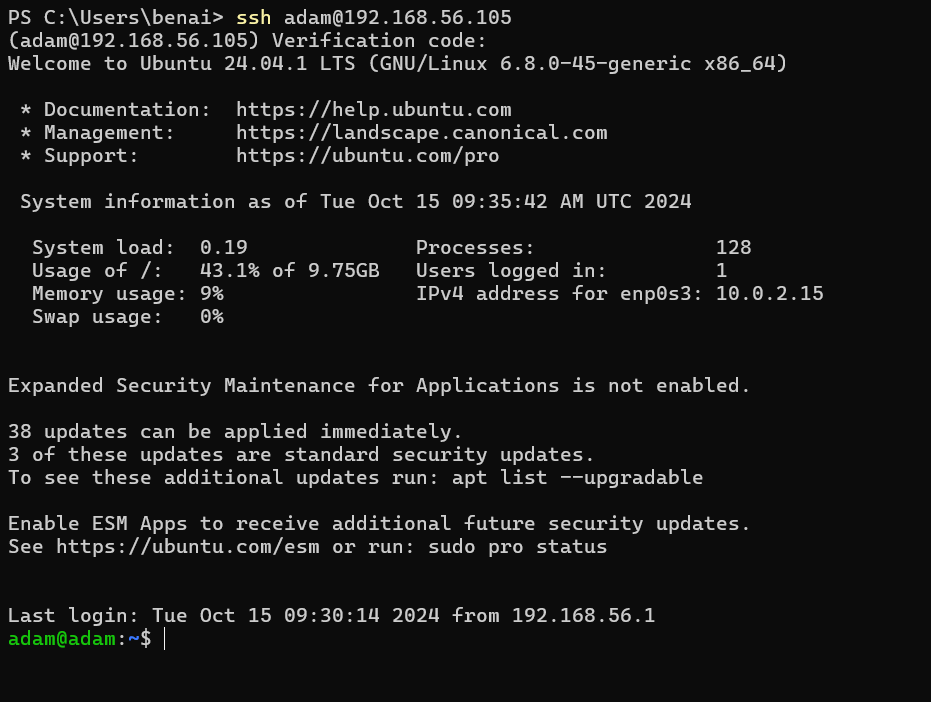 PS C:\Users\benai> ssh adam@192.168.56.105
(adam@192.168.56.105) Verification code:
Welcome to Ubuntu 24.04.1 LTS (GNU/Linux 6.8.0-45-generic x86_64)

 * Documentation:  https://help.ubuntu.com
 * Management:     https://landscape.canonical.com
 * Support:        https://ubuntu.com/pro

 System information as of Tue Oct 15 09:35:42 AM UTC 2024

  System load:  0.19              Processes:               128
  Usage of /:   43.1% of 9.75GB   Users logged in:         1
  Memory usage: 9%                IPv4 address for enp0s3: 10.0.2.15
  Swap usage:   0%


Expanded Security Maintenance for Applications is not enabled.

38 updates can be applied immediately.
3 of these updates are standard security updates.
To see these additional updates run: apt list --upgradable

Enable ESM Apps to receive additional future security updates.
See https://ubuntu.com/esm or run: sudo pro status


Last login: Tue Oct 15 09:30:14 2024 from 192.168.56.1
adam@adam:~$